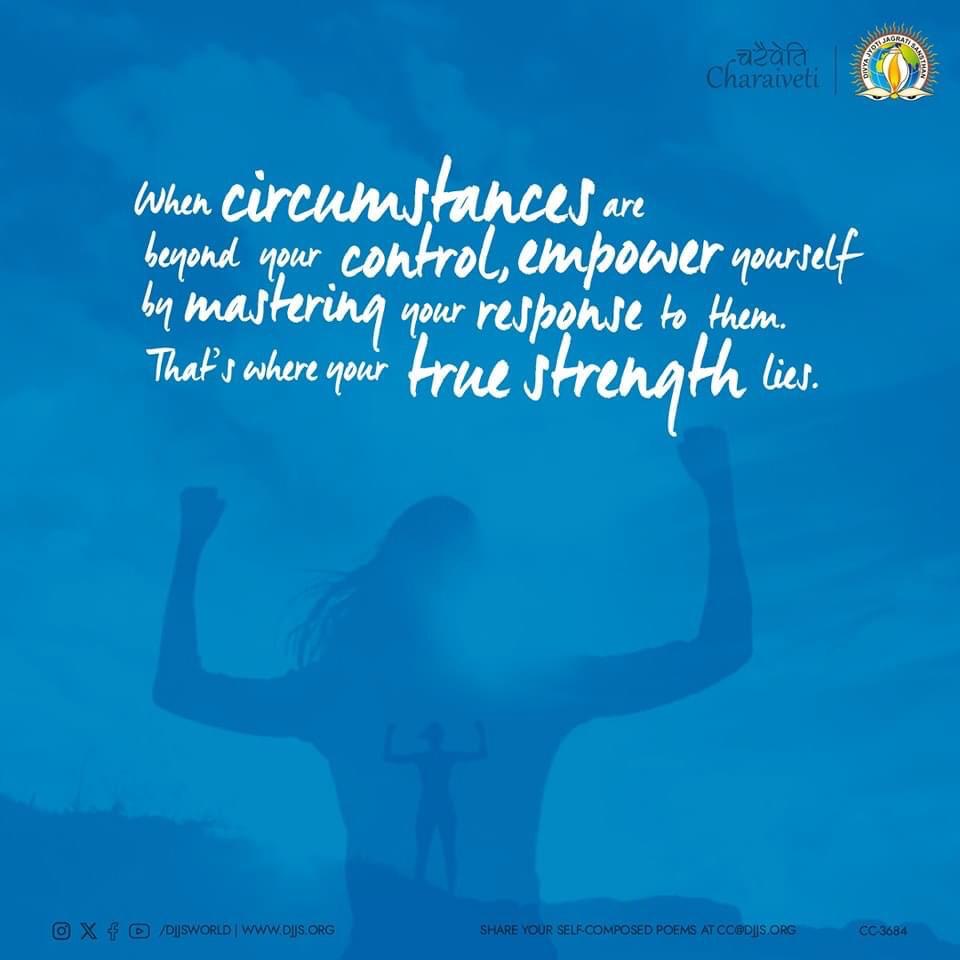 चरैवेति
Charaiveti
DIVYA JYOTI JAGRATI SANSTHAN
When circumstances are
beyond your control, empower yourself
by mastering your response to them.
That's where your true strength lies.
/DJJSWORLD | WWW.DJJS.ORG
SHARE YOUR SELF-COMPOSED POEMS AT CC@DJJS.ORG
CC-3684